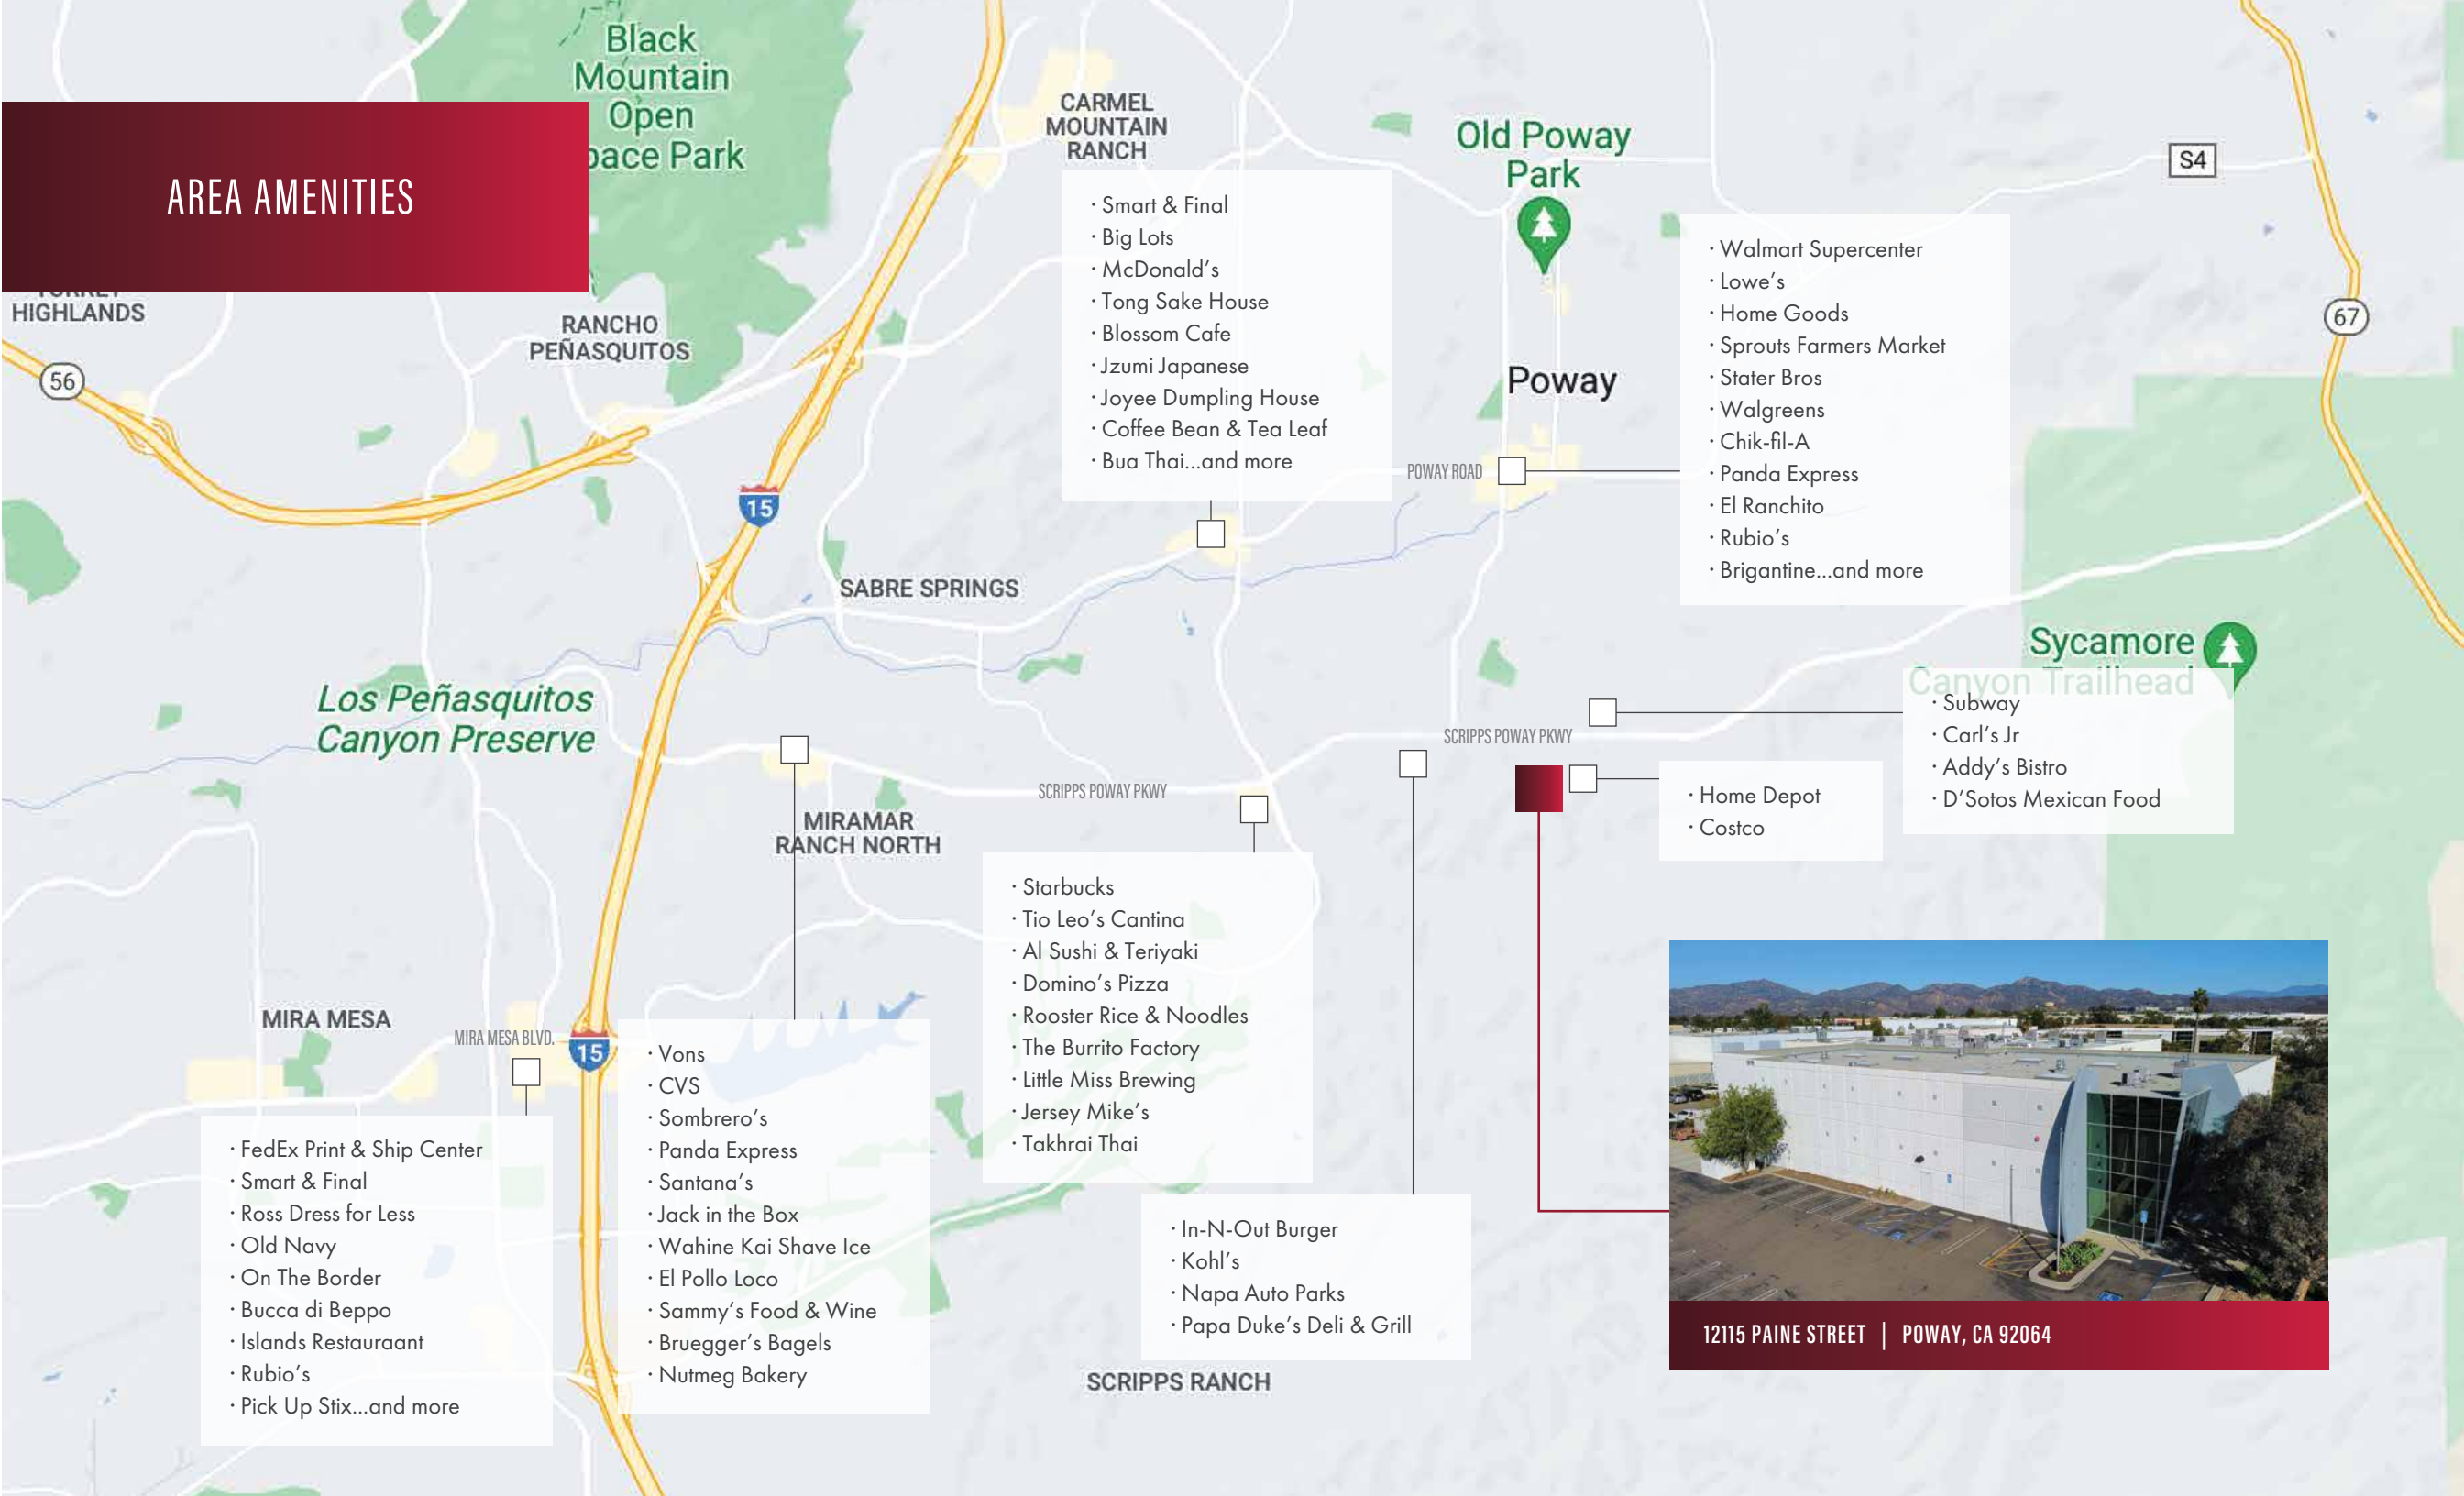 Black
Mountain
Open
pace Park
AREA AMENITIES
HIGHLANDS
56
RANCHO
PEÑASQUITOS
15
CARMEL
MOUNTAIN
RANCH
· Smart & Final
· Big Lots
· McDonald's
· Tong Sake House
· Blossom Cafe
· Jzumi Japanese
· Joyee Dumpling House
· Coffee Bean & Tea Leaf
· Bua Thai...and more
Old Poway
Park
Poway
POWAY ROAD
· Walmart Supercenter
· Lowe's
· Home Goods
· Sprouts Farmers Market
· Stater Bros
· Walgreens
· Chik-fil-A
· Panda Express
· El Ranchito
· Rubio's
· Brigantine...and more
S4
67
SABRE SPRINGS
Los Peñasquitos
Canyon Preserve
Sycamore
Canyon Trailhead
· Subway
· Carl's Jr
· Addy's Bistro
· D'Sotos Mexican Food
SCRIPPS POWAY PKWY
· Home Depot
· Costco
SCRIPPS POWAY PKWY
MIRAMAR
RANCH NORTH
· Starbucks
· Tio Leo's Cantina
· Al Sushi & Teriyaki
· Domino's Pizza
· Rooster Rice & Noodles
· The Burrito Factory
· Little Miss Brewing
· Jersey Mike's
· Takhrai Thai
MIRA MESA
MIRA MESA BLVD.
15
· FedEx Print & Ship Center
· Smart & Final
· Ross Dress for Less
· Old Navy
· On The Border
· Bucca di Beppo
· Islands Restauraant
· Rubio's
· Pick Up Stix...and more
· Vons
· CVS
· Sombrero's
· Panda Express
· Santana's
· Jack in the Box
· Wahine Kai Shave Ice
· El Pollo Loco
· Sammy's Food & Wine
· Bruegger's Bagels
· Nutmeg Bakery
· In-N-Out Burger
· Kohl's
· Napa Auto Parks
· Papa Duke's Deli & Grill
SCRIPPS RANCH
12115 PAINE STREET | POWAY, CA 92064